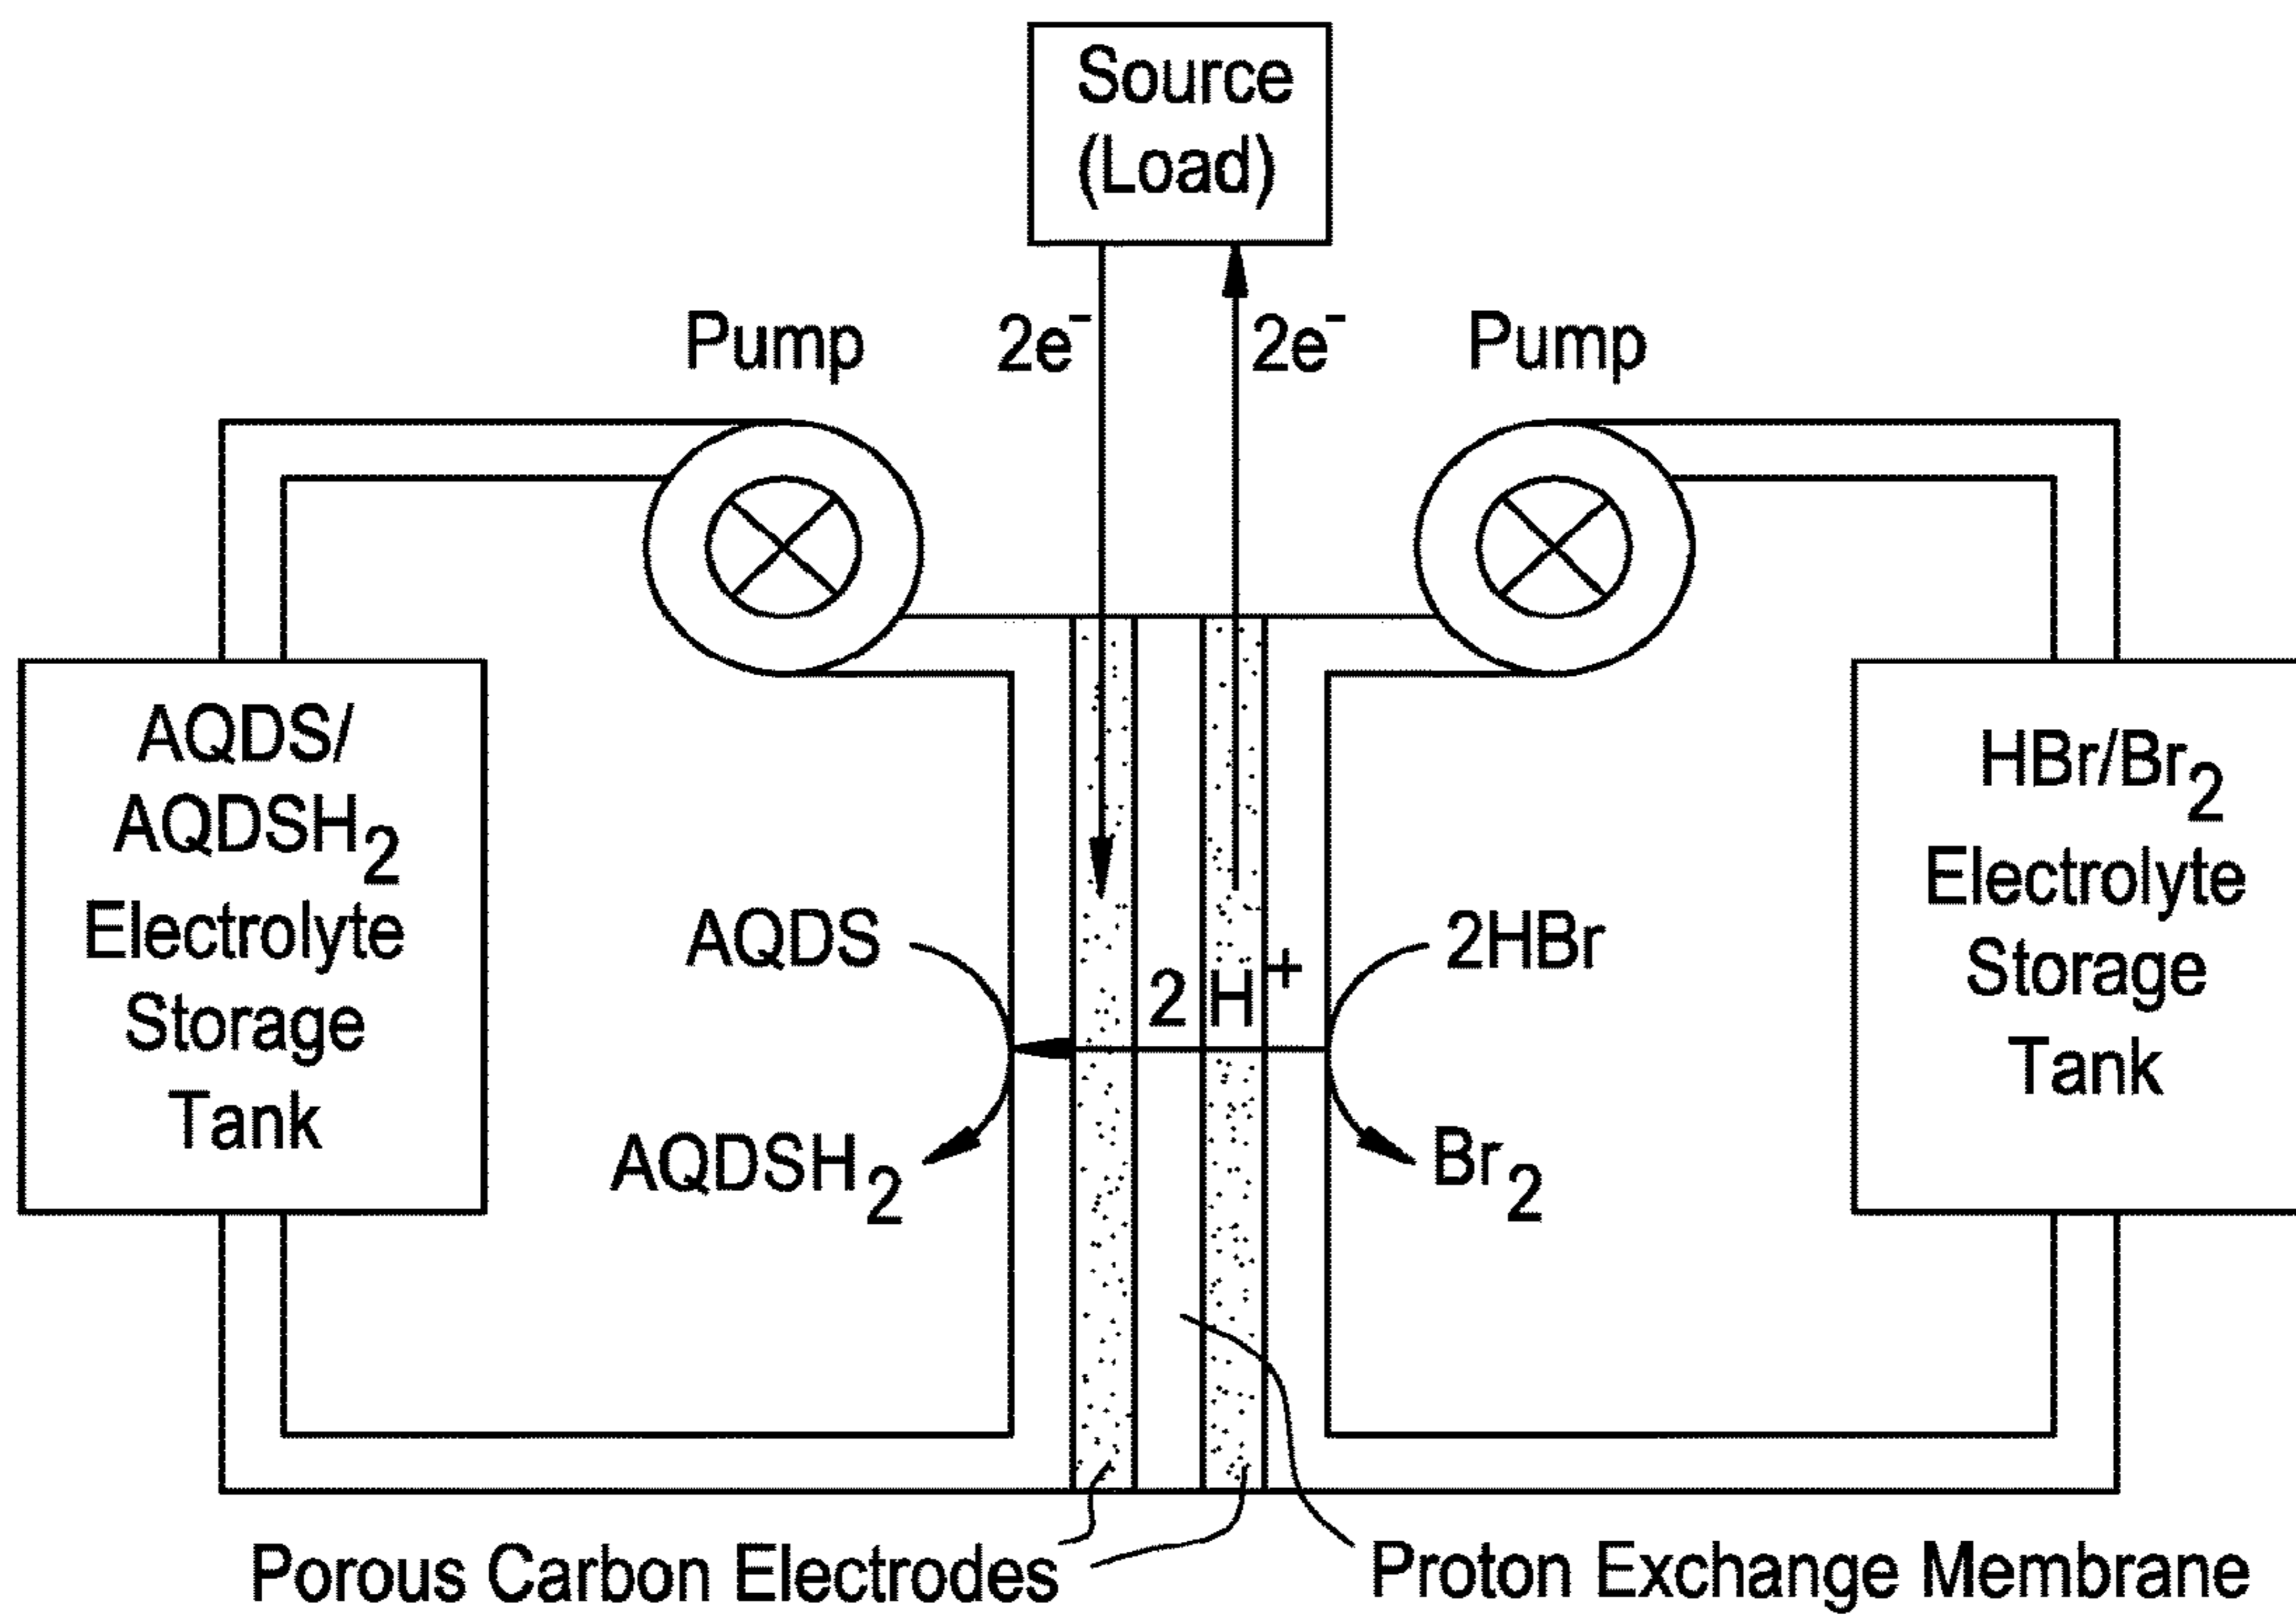 Source
(Load)
Pump
2e⁻
2e⁻
Pump
AQDS/
AQDSH₂
Electrolyte
Storage
Tank
AQDS
AQDSH₂
2 H⁺
2HBr
Br₂
HBr/Br₂
Electrolyte
Storage
Tank
Porous Carbon Electrodes
Proton Exchange Membrane